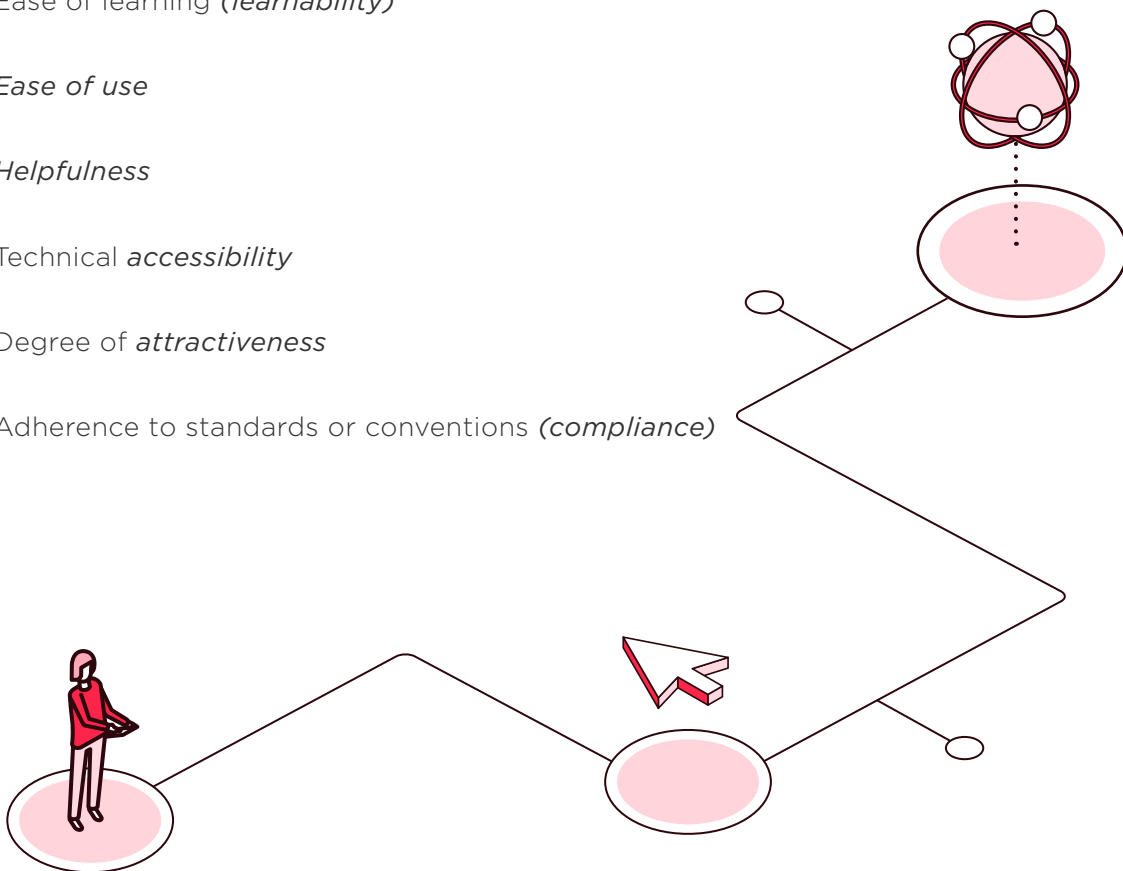 Ease of learning (learnability)
Ease of use
Helpfulness
Technical accessibility
Degree of attractiveness
Adherence to standards or conventions (compliance)